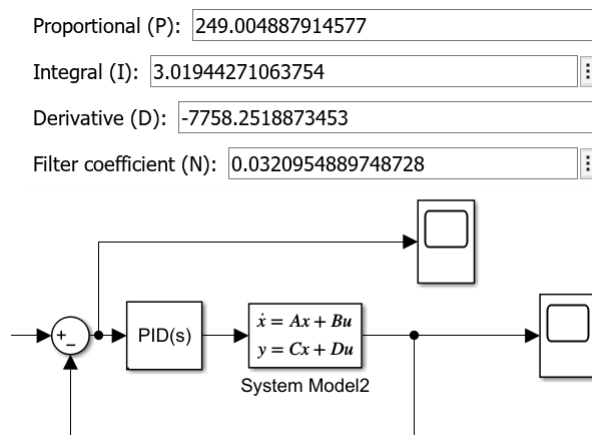 Proportional (P): 249.004887914577
Integral (I): 3.01944271063754
Derivative (D): -7758.2518873453
Filter coefficient (N): 0.0320954889748728
+
−
PID(s)
ẋ = Ax + Bu
y = Cx + Du
System Model2